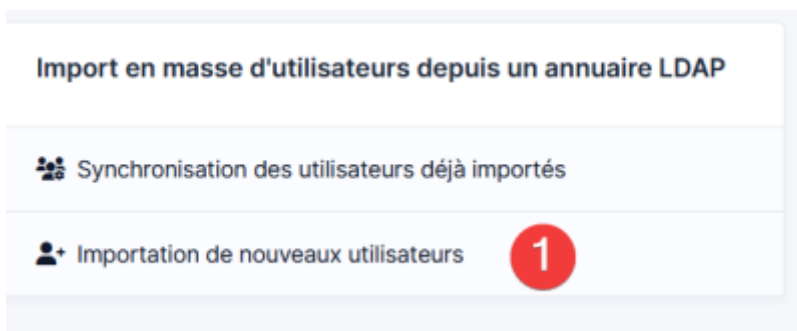 Import en masse d'utilisateurs depuis un annuaire LDAP
Synchronisation des utilisateurs déjà importés
Importation de nouveaux utilisateurs 1